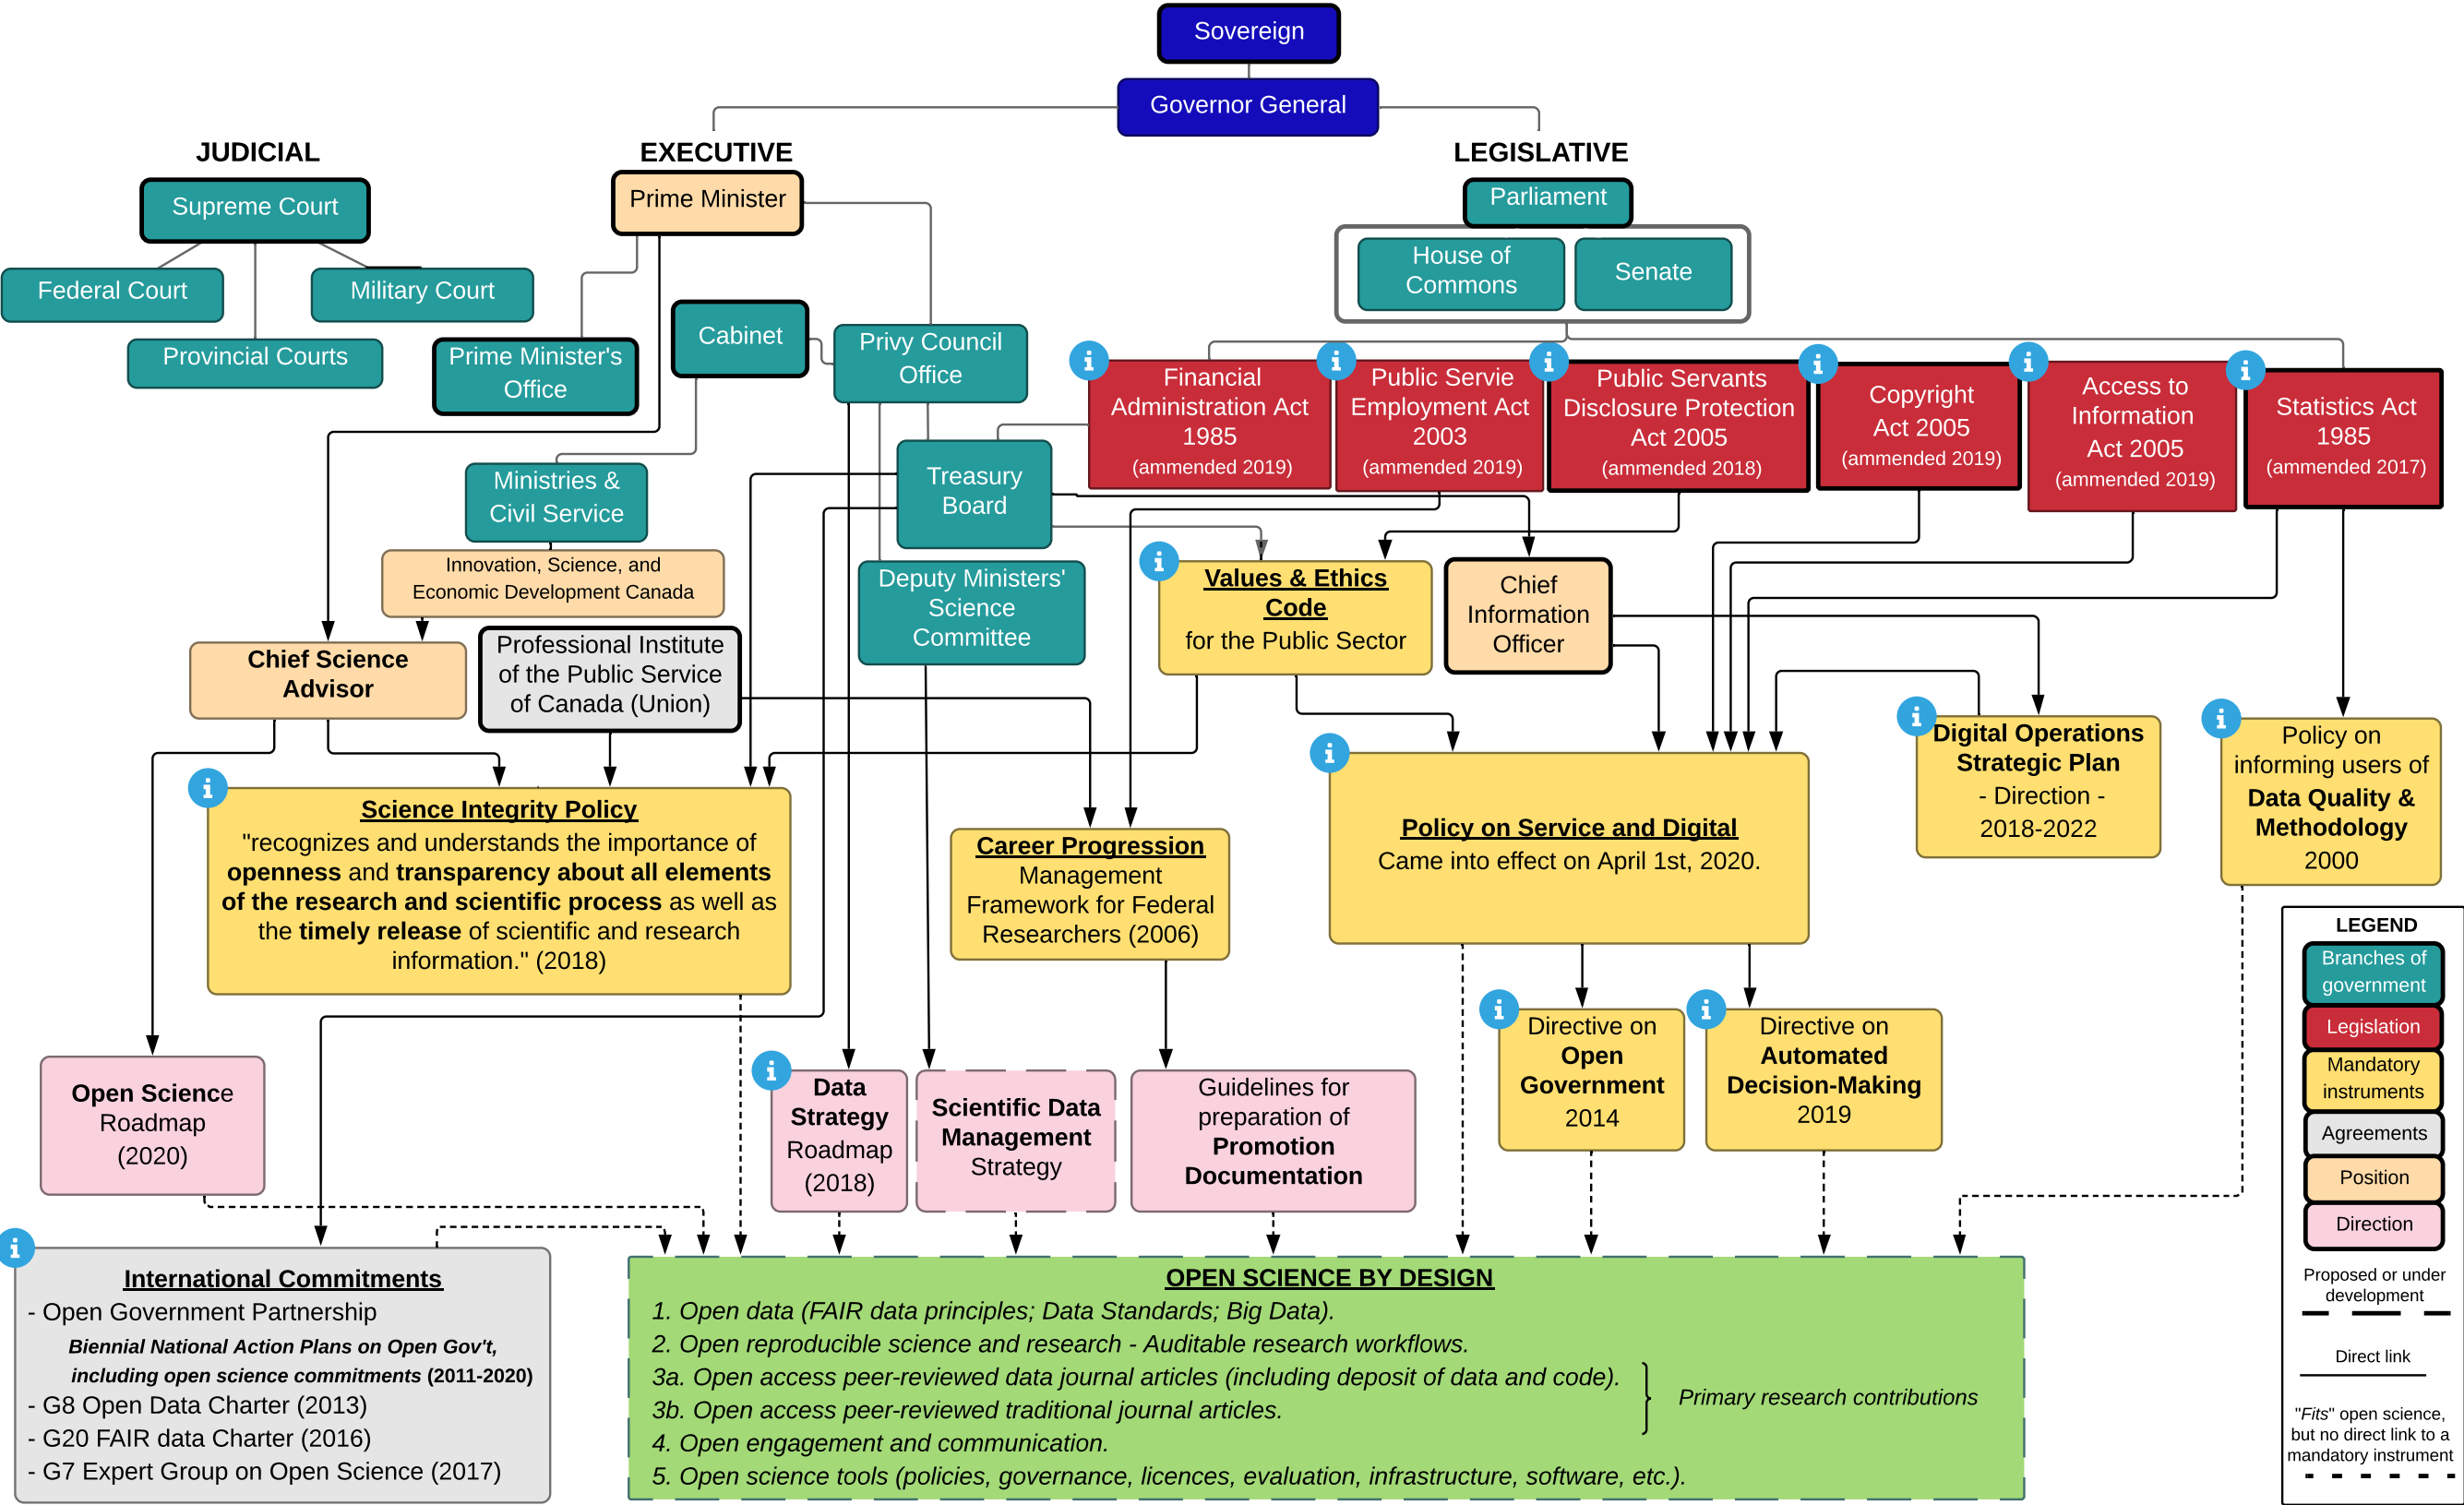 Sovereign
Governor General
JUDICIAL
EXECUTIVE
LEGISLATIVE
Supreme Court
Federal Court
Military Court
Provincial Courts
Prime Minister
Prime Minister's
Office
Cabinet
Privy Council
Office
Parliament
House of
Commons
Senate
Financial
Administration Act
1985
(ammended 2019)
Public Servie
Employment Act
2003
(ammended 2019)
Public Servants
Disclosure Protection
Act 2005
(ammended 2018)
Copyright
Act 2005
(ammended 2019)
Access to
Information
Act 2005
(ammended 2019)
Statistics Act
1985
(ammended 2017)
Ministries &
Civil Service
Treasury
Board
Innovation, Science, and
Economic Development Canada
Deputy Ministers'
Science
Committee
Values & Ethics
Code
for the Public Sector
Chief
Information
Officer
Chief Science
Advisor
Professional Institute
of the Public Service
of Canada (Union)
Digital Operations
Strategic Plan
- Direction -
2018-2022
Policy on
informing users of
Data Quality &
Methodology
2000
Science Integrity Policy
"recognizes and understands the importance of
openness and transparency about all elements
of the research and scientific process as well as
the timely release of scientific and research
information." (2018)
Career Progression
Management
Framework for Federal
Researchers (2006)
Policy on Service and Digital
Came into effect on April 1st, 2020.
Open Science
Roadmap
(2020)
Data
Strategy
Roadmap
(2018)
Scientific Data
Management
Strategy
Guidelines for
preparation of
Promotion
Documentation
Directive on
Open
Government
2014
Directive on
Automated
Decision-Making
2019
International Commitments
- Open Government Partnership
Biennial National Action Plans on Open Gov't,
including open science commitments (2011-2020)
- G8 Open Data Charter (2013)
- G20 FAIR data Charter (2016)
- G7 Expert Group on Open Science (2017)
OPEN SCIENCE BY DESIGN
1. Open data (FAIR data principles; Data Standards; Big Data).
2. Open reproducible science and research - Auditable research workflows.
3a. Open access peer-reviewed data journal articles (including deposit of data and code).
3b. Open access peer-reviewed traditional journal articles.
Primary research contributions
4. Open engagement and communication.
5. Open science tools (policies, governance, licences, evaluation, infrastructure, software, etc.).
LEGEND
Branches of
government
Legislation
Mandatory
instruments
Agreements
Position
Direction
Proposed or under
development
Direct link
"Fits" open science,
but no direct link to a
mandatory instrument